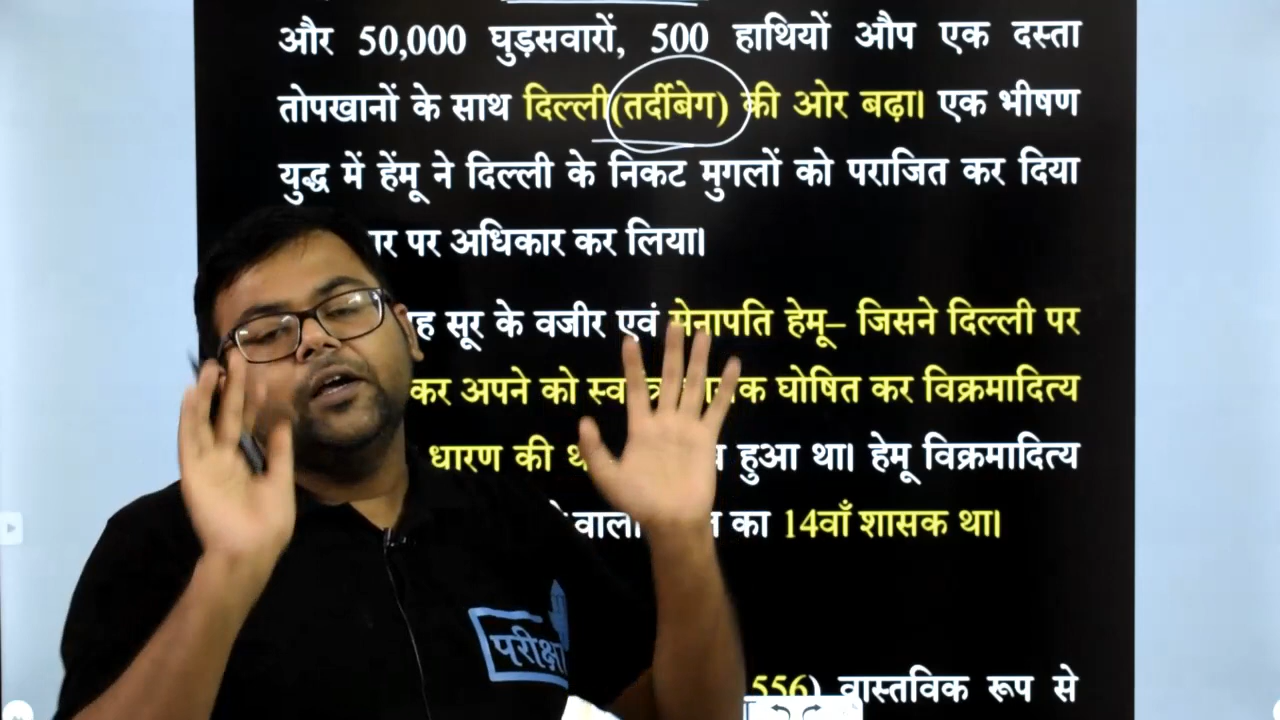 और 50,000 घुड़सवारों, 500 हाथियों औप एक दस्ता
तोपखानों के साथ दिल्ली(तर्दीबेग) की ओर बढ़ा। एक भीषण
युद्ध में हेंमू ने दिल्ली के निकट मुगलों को पराजित कर दिया
पर अधिकार कर लिया।
सूर के वजीर एवं सेनापति हेमू– जिसने दिल्ली पर
कर अपने को घोषित कर विक्रमादित्य
धारण की हुआ था। हेमू विक्रमादित्य
वाला का 14वाँ शासक था।
556) वास्तविक रूप से
परीक्षा